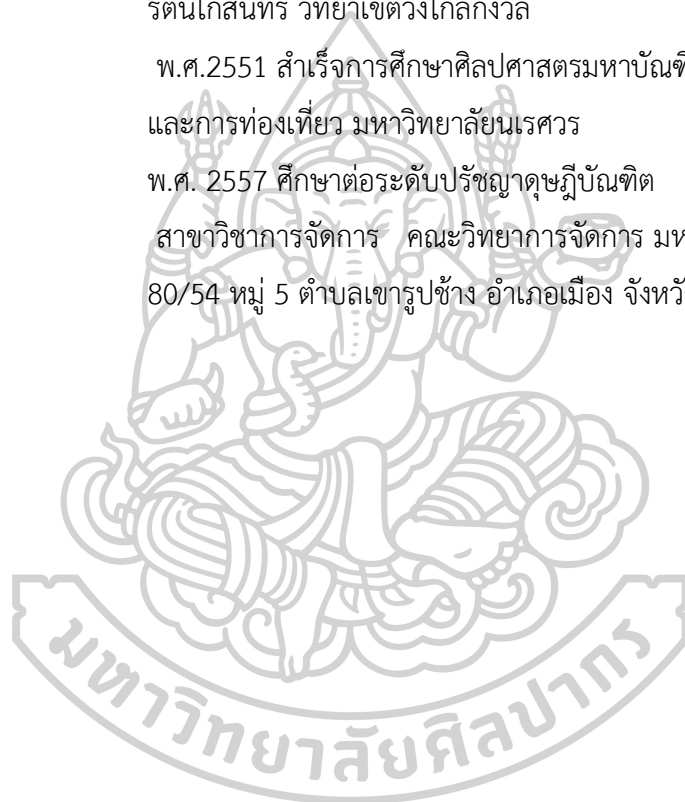 รัตนโกสินทร์ วิทยาเขตวังไกลกังวล
พ.ศ.2551 สำเร็จการศึกษาศิลปศาสตรมหาบัณฑิ
และการท่องเที่ยว มหาวิทยาลัยนเรศวร
พ.ศ. 2557 ศึกษาต่อระดับปรัชญาดุษฎีบัณฑิต
สาขาวิชาการจัดการ คณะวิทยาการจัดการ มห
80/54 หมู่ 5 ตำบลเขารูปช้าง อำเภอเมือง จังหวั
มหาวิทยาลัยศิลปากร